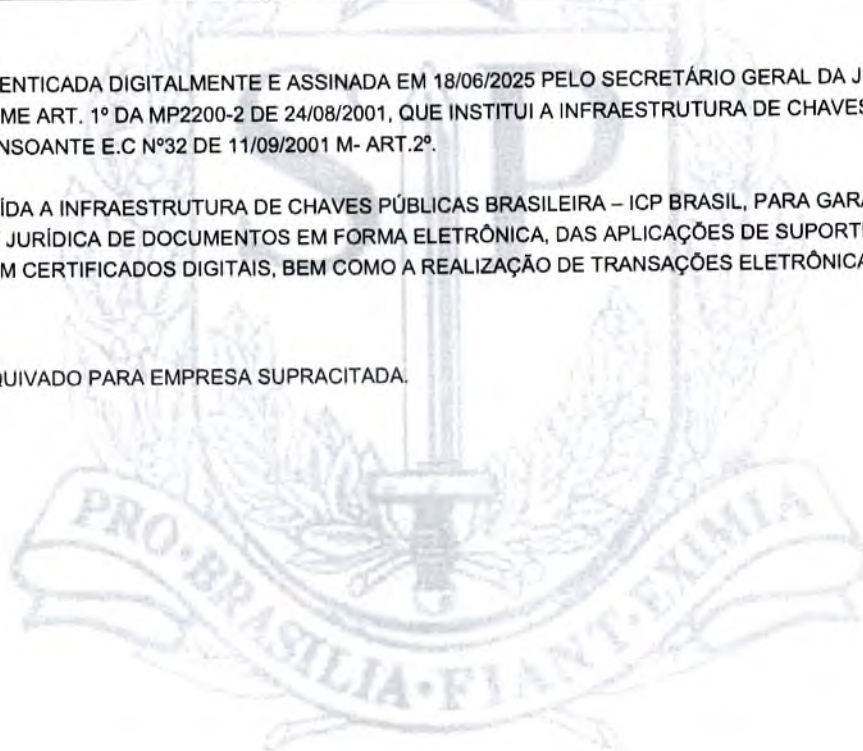 ENTICADA DIGITALMENTE E ASSINADA EM 18/06/2025 PELO SECRETÁRIO GERAL DA J
ME ART. 1º DA MP2200-2 DE 24/08/2001, QUE INSTITUI A INFRAESTRUTURA DE CHAVES
NSOANTE E.C Nº32 DE 11/09/2001 M- ART.2º.
ÍDA A INFRAESTRUTURA DE CHAVES PÚBLICAS BRASILEIRA – ICP BRASIL, PARA GARA
JURÍDICA DE DOCUMENTOS EM FORMA ELETRÔNICA, DAS APLICAÇÕES DE SUPORT
M CERTIFICADOS DIGITAIS, BEM COMO A REALIZAÇÃO DE TRANSAÇÕES ELETRÔNICA
QUIVADO PARA EMPRESA SUPRACITADA.
SP
PRO·BRASILIA·FIANT·EXIMIA